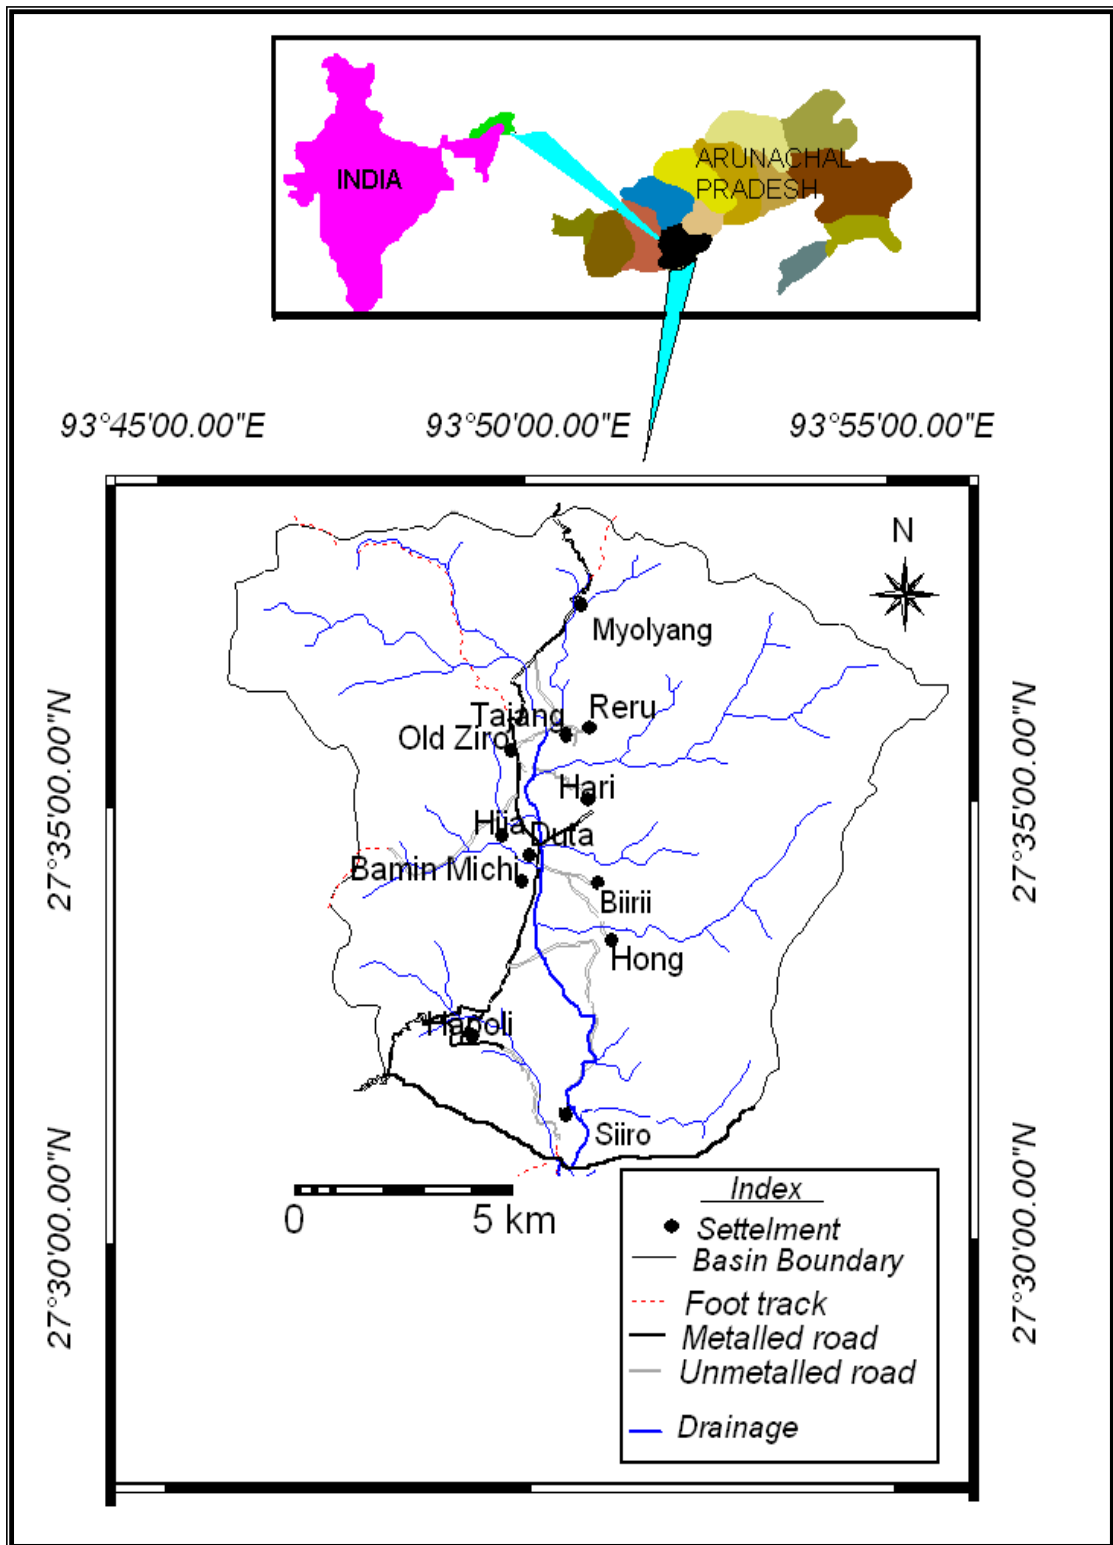 INDIA
ARUNACHAL
PRADESH
93°45'00.00"E
93°50'00.00"E
93°55'00.00"E
N
Myolyang
Reru
Tajang
Old Ziro
Hari
Hija
Duta
Bamin Michi
Biirii
Hong
Hapoli
Siiro
27°35'00.00"N
27°35'00.00"N
27°30'00.00"N
27°30'00.00"N
0 5 km
Index
Settelment
Basin Boundary
Foot track
Metalled road
Unmetalled road
Drainage